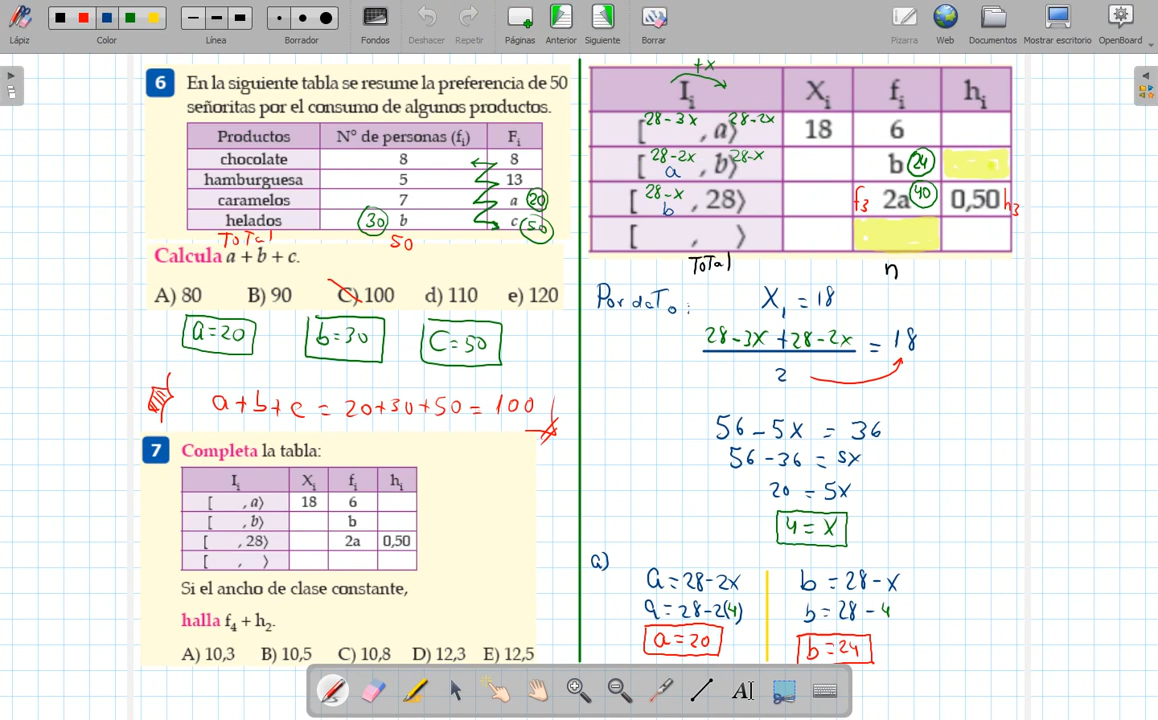 Lápiz Color Línea Borrador Fondos Deshacer Repetir Páginas Anterior Siguiente Borrar Pizarra Web Documentos Mostrar escritorio OpenBoard
6 En la siguiente tabla se resume la preferencia de 50
señoritas por el consumo de algunos productos.
Productos N° de personas (fi) Fi
chocolate 8 8
hamburguesa 5 13
caramelos 7 a 20
helados 30 b c 50
ToTal 50
Calcula a + b + c.
A) 80 B) 90 C) 100 d) 110 e) 120
a=20 b=30 C=50
a+b+c = 20+30+50 = 100
7 Completa la tabla:
Ii Xi fi hi
[ , a⟩ 18 6
[ , b⟩ b
[ , 28⟩ 2a 0,50
[ , ⟩
Si el ancho de clase constante,
halla f4 + h2.
A) 10,3 B) 10,5 C) 10,8 D) 12,3 E) 12,5
+x
Ii Xi fi hi
[ 28-3x , a⟩ 28-2x 18 6
[ 28-2x a , b⟩ 28-x b 24
[ 28-x b , 28⟩ f3 2a 40 0,50 h3
[ , ⟩
ToTal n
Por daTo: X1 = 18
28-3x + 28-2x = 18
2
56 - 5x = 36
56 - 36 = 5x
20 = 5x
4 = x
a)
a = 28-2x b = 28-x
a = 28-2(4) b = 28-4
a = 20 b = 24